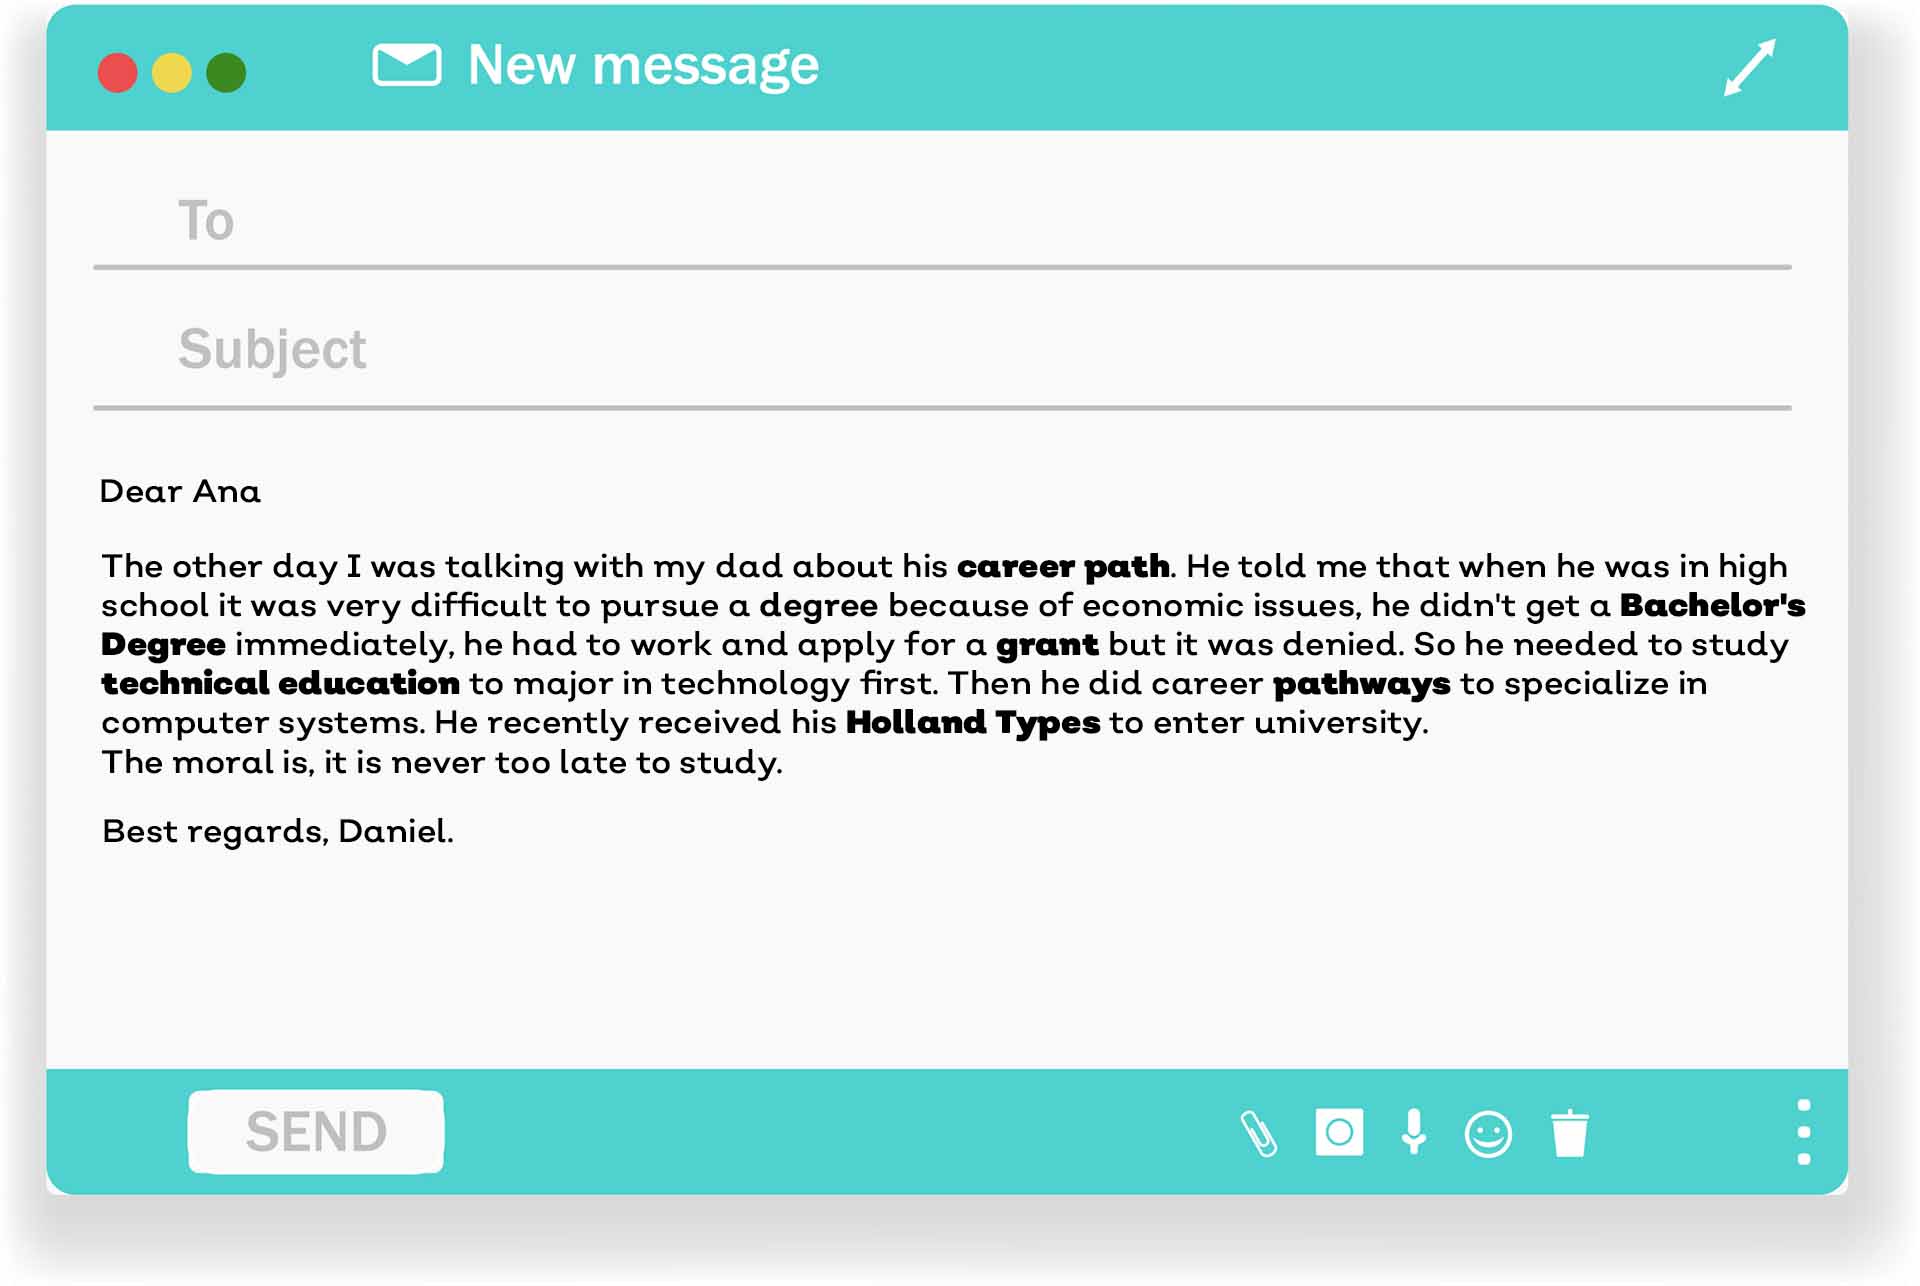 New message
To
Subject
Dear Ana
The other day I was talking with my dad about his career path. He told me that when he was in high
school it was very difficult to pursue a degree because of economic issues, he didn't get a Bachelor's
Degree immediately, he had to work and apply for a grant but it was denied. So he needed to study
technical education to major in technology first. Then he did career pathways to specialize in
computer systems. He recently received his Holland Types to enter university.
The moral is, it is never too late to study.
Best regards, Daniel.
SEND